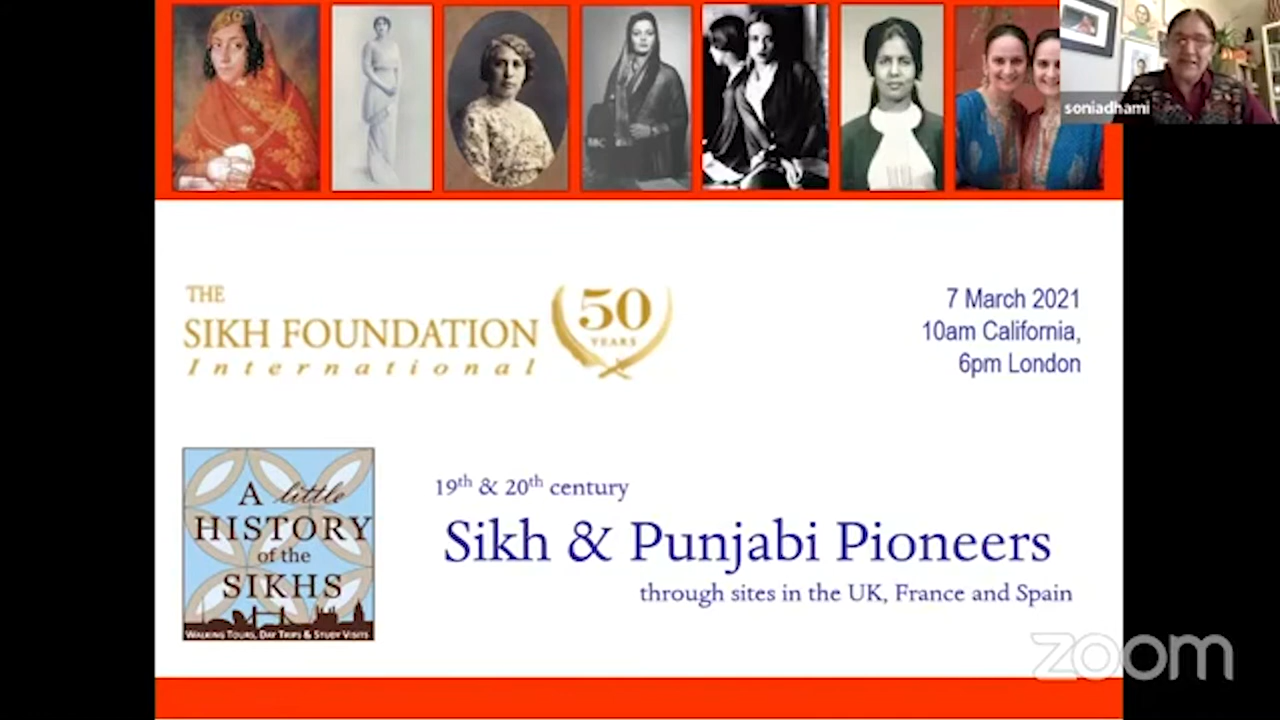 soniadhami
BBC
THE
SIKH FOUNDATION
International
50
YEARS
7 March 2021
10am California,
6pm London
A little
HISTORY
of the
SIKHS
WALKING TOURS, DAY TRIPS & STUDY VISITS
19th & 20th century
Sikh & Punjabi Pioneers
through sites in the UK, France and Spain
zoom